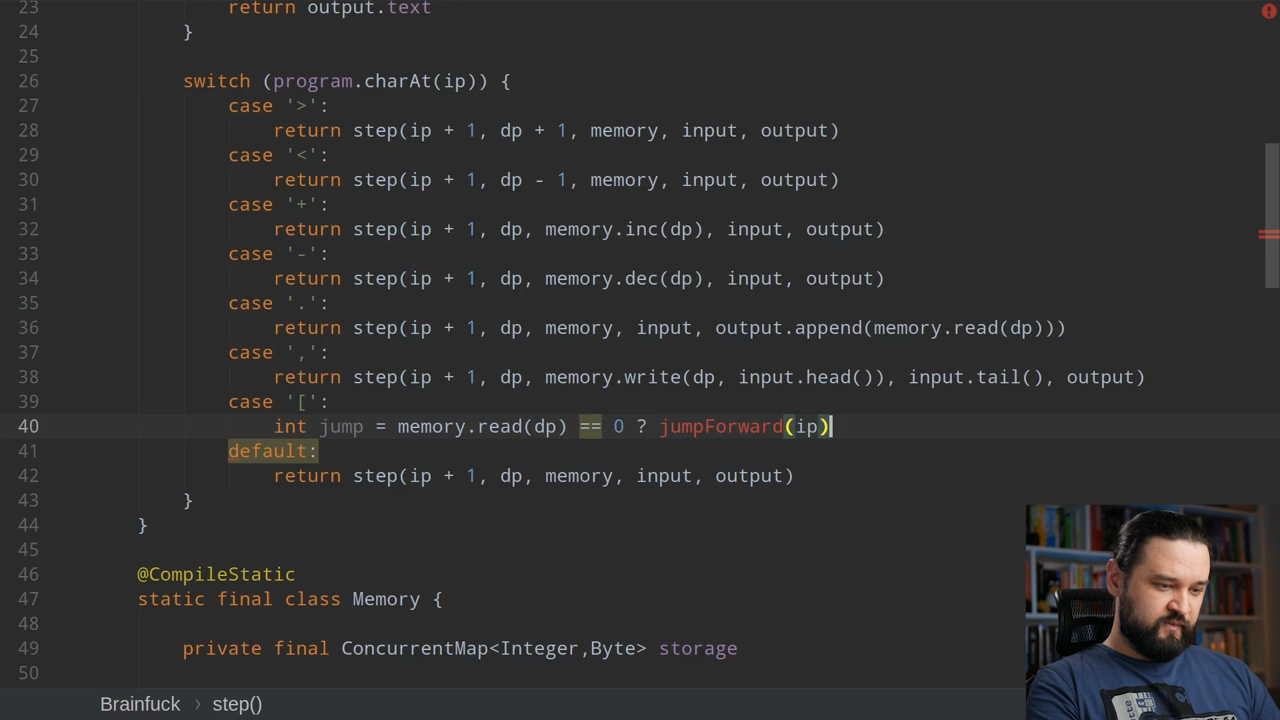 23 return output.text
24 }
25
26 switch (program.charAt(ip)) {
27 case '>':
28 return step(ip + 1, dp + 1, memory, input, output)
29 case '<':
30 return step(ip + 1, dp - 1, memory, input, output)
31 case '+':
32 return step(ip + 1, dp, memory.inc(dp), input, output)
33 case '-':
34 return step(ip + 1, dp, memory.dec(dp), input, output)
35 case '.':
36 return step(ip + 1, dp, memory, input, output.append(memory.read(dp)))
37 case ',':
38 return step(ip + 1, dp, memory.write(dp, input.head()), input.tail(), output)
39 case '[':
40 int jump = memory.read(dp) == 0 ? jumpForward(ip)
41 default:
42 return step(ip + 1, dp, memory, input, output)
43 }
44 }
45
46 @CompileStatic
47 static final class Memory {
48
49 private final ConcurrentMap<Integer,Byte> storage
50
Brainfuck › step()